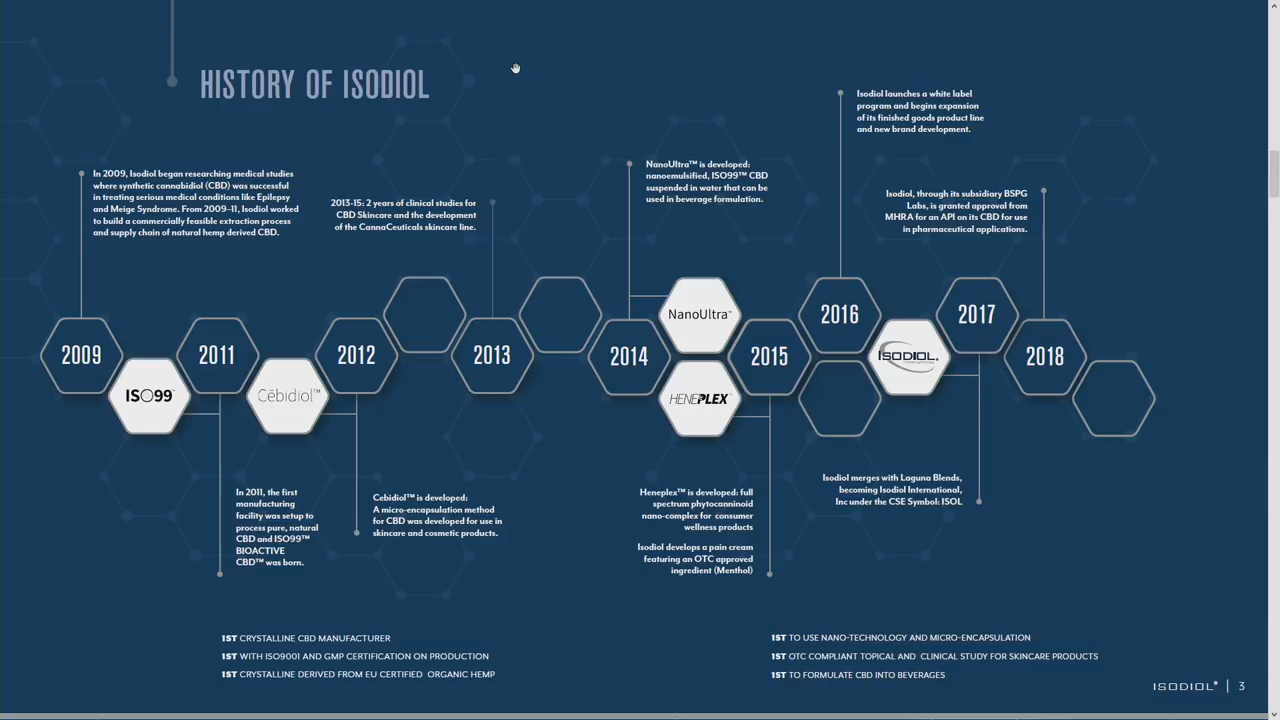 HISTORY OF ISODIOL
In 2009, Isodiol began researching medical studies
where synthetic cannabidiol (CBD) was successful
in treating serious medical conditions like Epilepsy
and Meige Syndrome. From 2009–11, Isodiol worked
to build a commercially feasible extraction process
and supply chain of natural hemp derived CBD.
2013-15: 2 years of clinical studies for
CBD Skincare and the development
of the CannaCeuticals skincare line.
NanoUltra™ is developed:
nanoemulsified, ISO99™ CBD
suspended in water that can be
used in beverage formulation.
Isodiol launches a white label
program and begins expansion
of its finished goods product line
and new brand development.
Isodiol, through its subsidiary BSPG
Labs, is granted approval from
MHRA for an API on its CBD for use
in pharmaceutical applications.
2009
ISO99™
2011
Cēbidiol™
2012
2013
2014
NanoUltra™
HENEPLEX™
2015
2016
ISODIOL®
2017
2018
In 2011, the first
manufacturing
facility was setup to
process pure, natural
CBD and ISO99™
BIOACTIVE
CBD™ was born.
Cebidiol™ is developed:
A micro-encapsulation method
for CBD was developed for use in
skincare and cosmetic products.
Heneplex™ is developed: full
spectrum phytocanninoid
nano-complex for consumer
wellness products
Isodiol develops a pain cream
featuring an OTC approved
ingredient (Menthol)
Isodiol merges with Laguna Blends,
becoming Isodiol International,
Inc under the CSE Symbol: ISOL
1ST CRYSTALLINE CBD MANUFACTURER
1ST WITH ISO9001 AND GMP CERTIFICATION ON PRODUCTION
1ST CRYSTALLINE DERIVED FROM EU CERTIFIED ORGANIC HEMP
1ST TO USE NANO-TECHNOLOGY AND MICRO-ENCAPSULATION
1ST OTC COMPLIANT TOPICAL AND CLINICAL STUDY FOR SKINCARE PRODUCTS
1ST TO FORMULATE CBD INTO BEVERAGES
ISODIOL® | 3